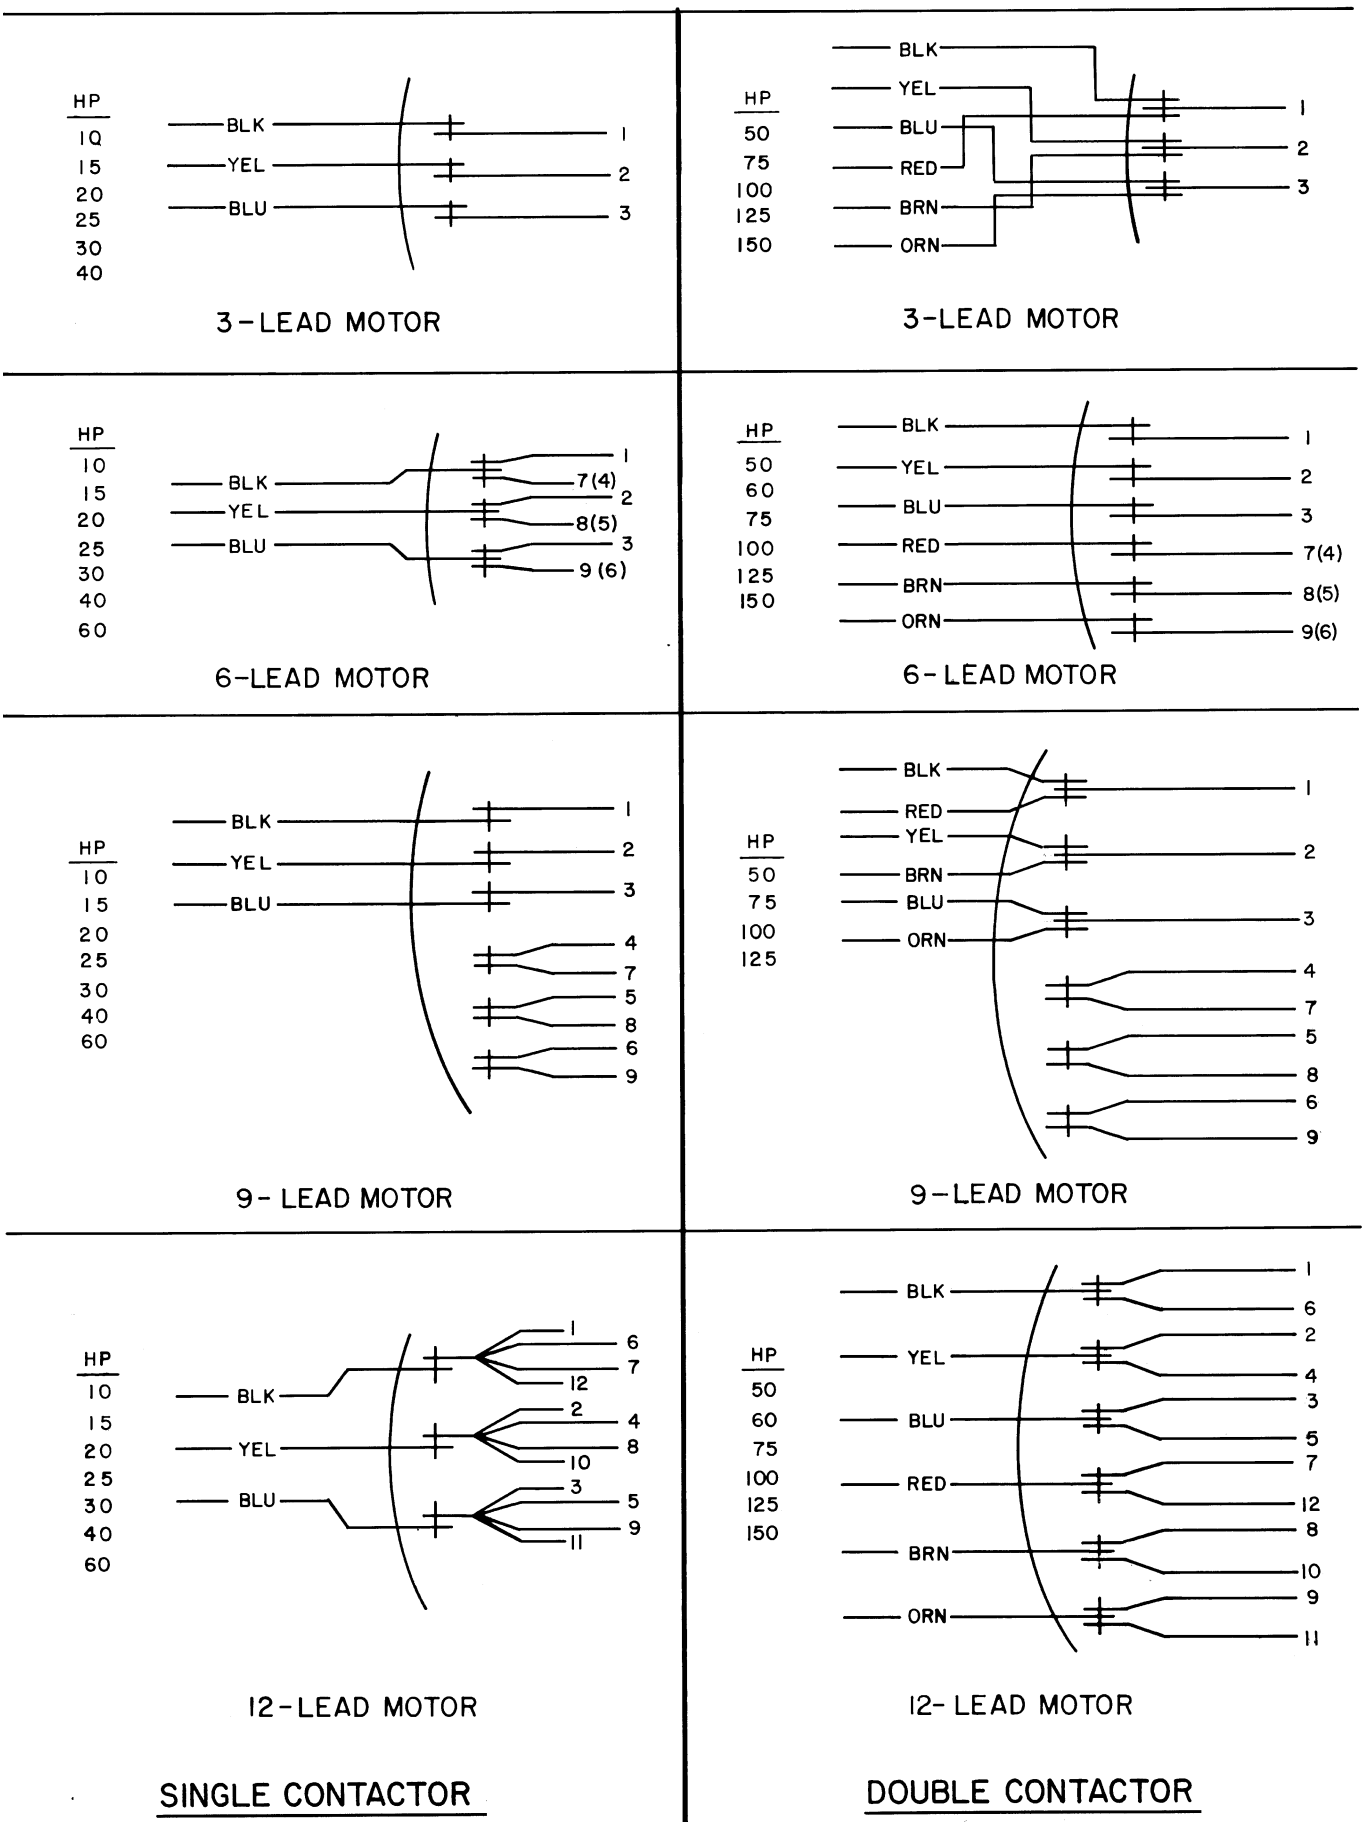 HP
10
15
20
25
30
40
BLK
YEL
BLU
1
2
3
3-LEAD MOTOR
HP
50
75
100
125
150
BLK
YEL
BLU
RED
BRN
ORN
1
2
3
3-LEAD MOTOR
HP
10
15
20
25
30
40
60
BLK
YEL
BLU
1
7(4)
2
8(5)
3
9(6)
6-LEAD MOTOR
HP
50
60
75
100
125
150
BLK
YEL
BLU
RED
BRN
ORN
1
2
3
7(4)
8(5)
9(6)
6-LEAD MOTOR
HP
10
15
20
25
30
40
60
BLK
YEL
BLU
1
2
3
4
7
5
8
6
9
9-LEAD MOTOR
HP
50
75
100
125
BLK
RED
YEL
BRN
BLU
ORN
1
2
3
4
7
5
8
6
9
9-LEAD MOTOR
HP
10
15
20
25
30
40
60
BLK
YEL
BLU
1
6
7
12
2
4
8
10
3
5
9
11
12-LEAD MOTOR
SINGLE CONTACTOR
HP
50
60
75
100
125
150
BLK
YEL
BLU
RED
BRN
ORN
1
6
2
4
3
5
7
12
8
10
9
11
12-LEAD MOTOR
DOUBLE CONTACTOR